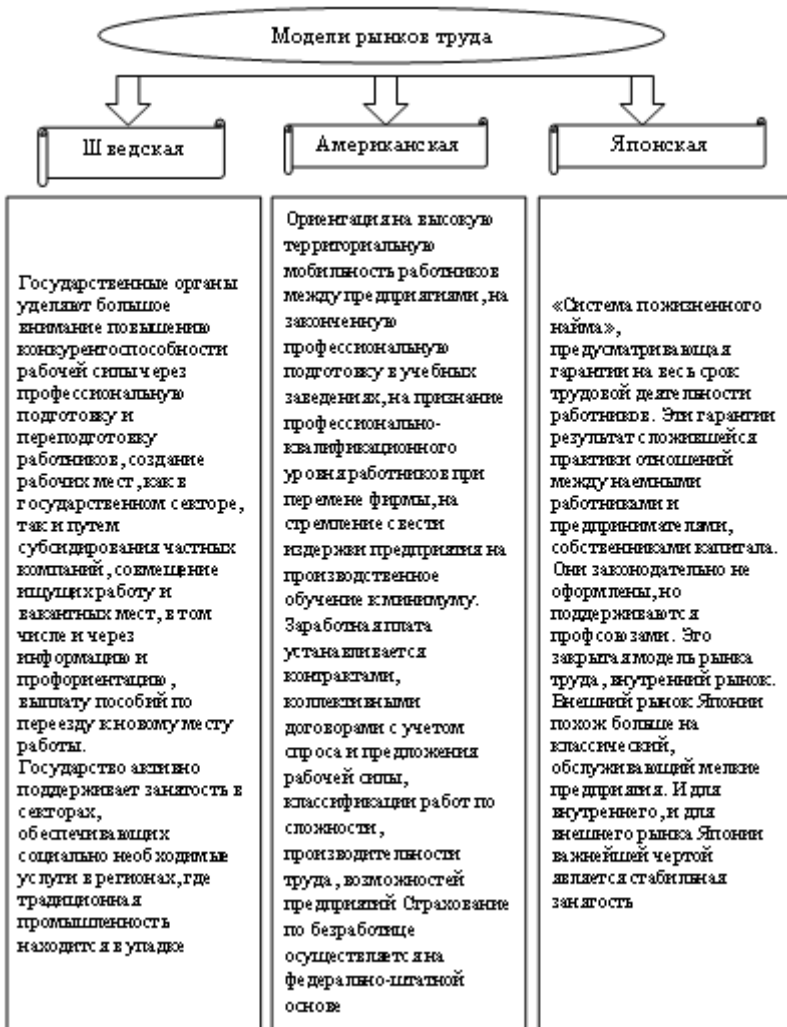 Модели рынков труда
Шведская
Американская
Японская
Государственные органы
уделяют большое
внимание повышению
конкурентоспособности
рабочей силы через
профессиональную
подготовку и
переподготовку
работников, создание
рабочих мест, как в
государственном секторе,
так и путем
субсидирования частных
компаний, совмещение
ищущих работу и
вакантных мест, в том
числе и через
информацию и
профориентацию,
выплату пособий по
переезду к новому месту
работы.
Государство активно
поддерживает занятость в
секторах,
обеспечивающих
социально необходимые
услуги в регионах, где
традиционная
промышленность
находится в упадке
Ориентация на высокую
территориальную
мобильность работников
между предприятиями, на
законченную
профессиональную
подготовку в учебных
заведениях, на признание
профессионально-
квалификационного
уровня работников при
перемене фирмы, на
стремление свести
издержки предприятия на
производственное
обучение к минимуму.
Заработная плата
устанавливается
контрактами,
коллективными
договорами с учетом
спроса и предложения
рабочей силы,
классификации работ по
сложности,
производительности
труда, возможностей
предприятий Страхование
по безработице
осуществляется на
федерально-штатной
основе
«Система пожизненного
найма»,
предусматривающая
гарантии на весь срок
трудовой деятельности
работников. Эти гарантии
результат сложившейся
практики отношений
между наемными
работниками и
предпринимателями,
собственниками капитала.
Они законодательно не
оформлены, но
поддерживаются
профсоюзами. Это
закрытая модель рынка
труда, внутренний рынок.
Внешний рынок Японии
похож больше на
классический,
обслуживающий мелкие
предприятия. И для
внутреннего, и для
внешнего рынка Японии
важнейшей чертой
является стабильная
занятость